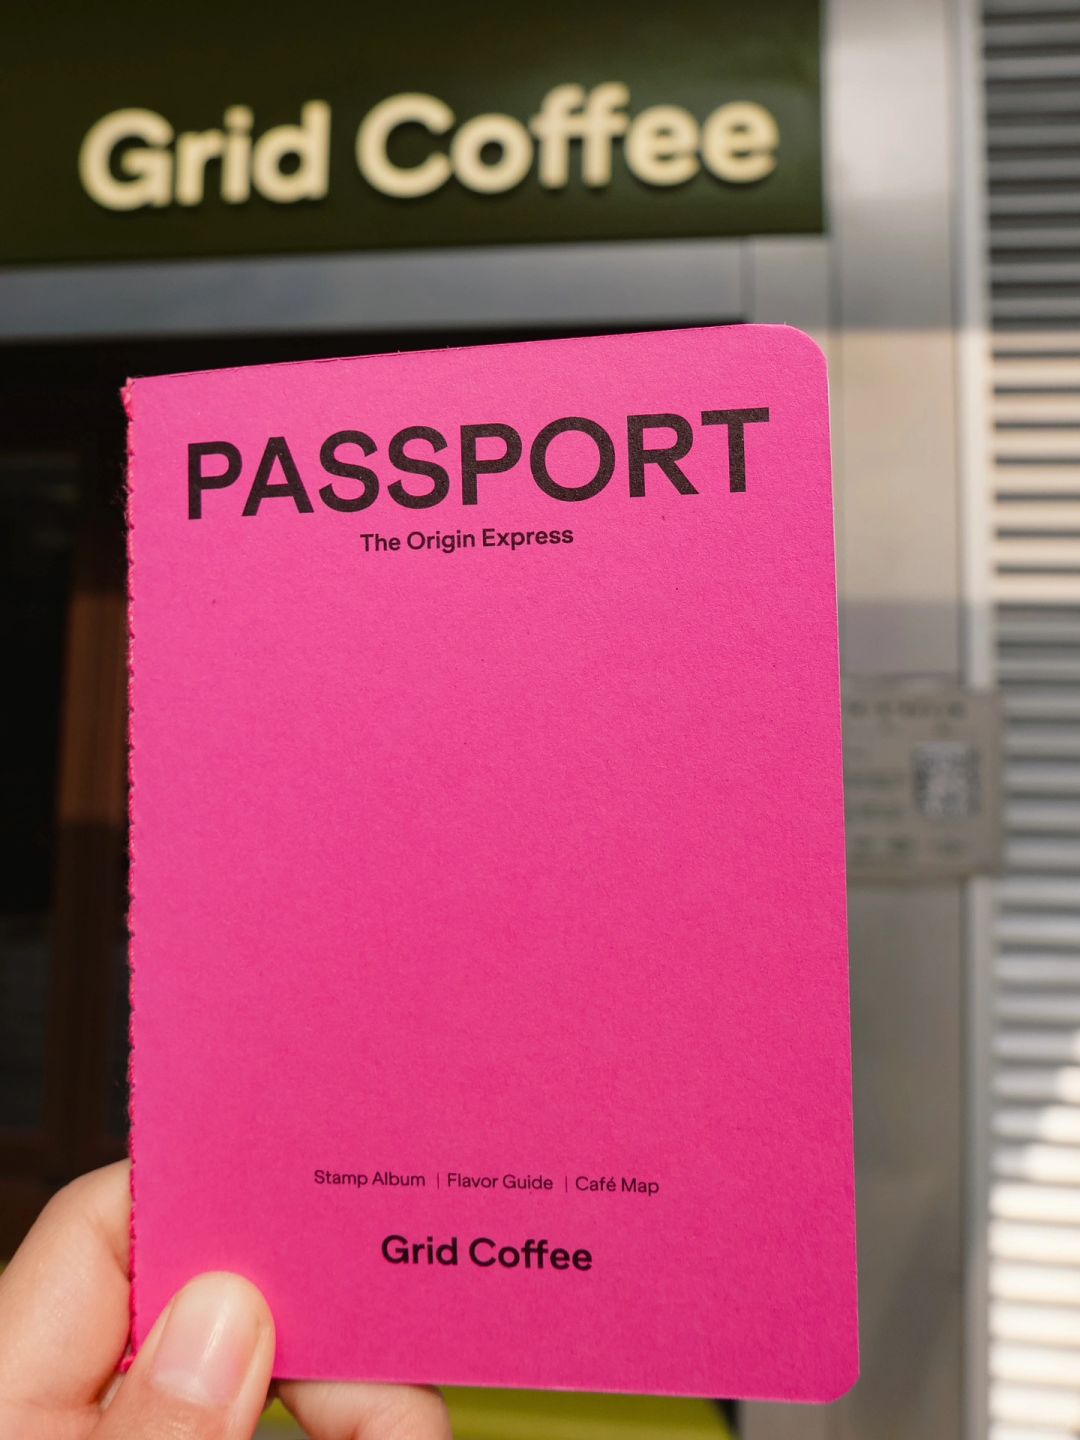 Grid Coffee
PASSPORT
The Origin Express
Stamp Album | Flavor Guide | Café Map
Grid Coffee